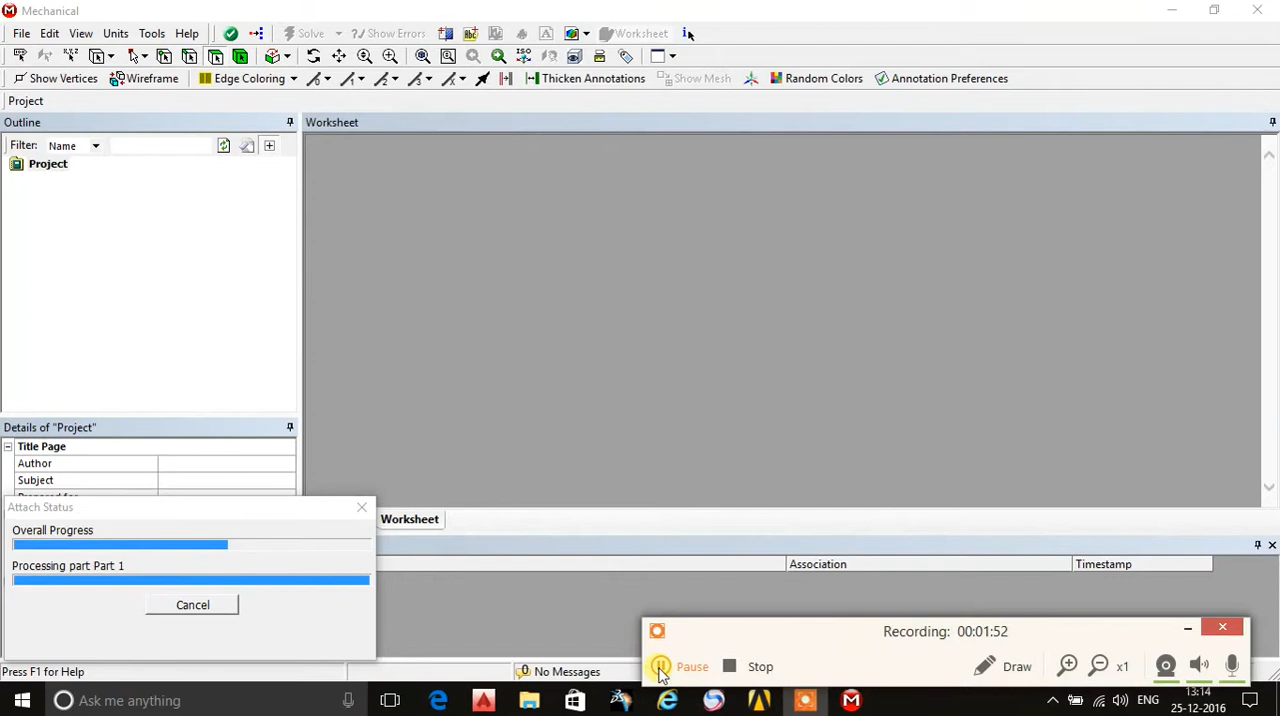 Mechanical
File Edit View Units Tools Help Solve Show Errors Worksheet
Show Vertices Wireframe Edge Coloring Thicken Annotations Show Mesh Random Colors Annotation Preferences
Project
Outline
Worksheet
Filter: Name
Project
Details of "Project"
Title Page
Author
Subject
Attach Status
Overall Progress
Processing part Part 1
Cancel
Worksheet
Association Timestamp
Recording: 00:01:52
Pause Stop Draw x1
Press F1 for Help
0 No Messages
Ask me anything
ENG
13:14
25-12-2016